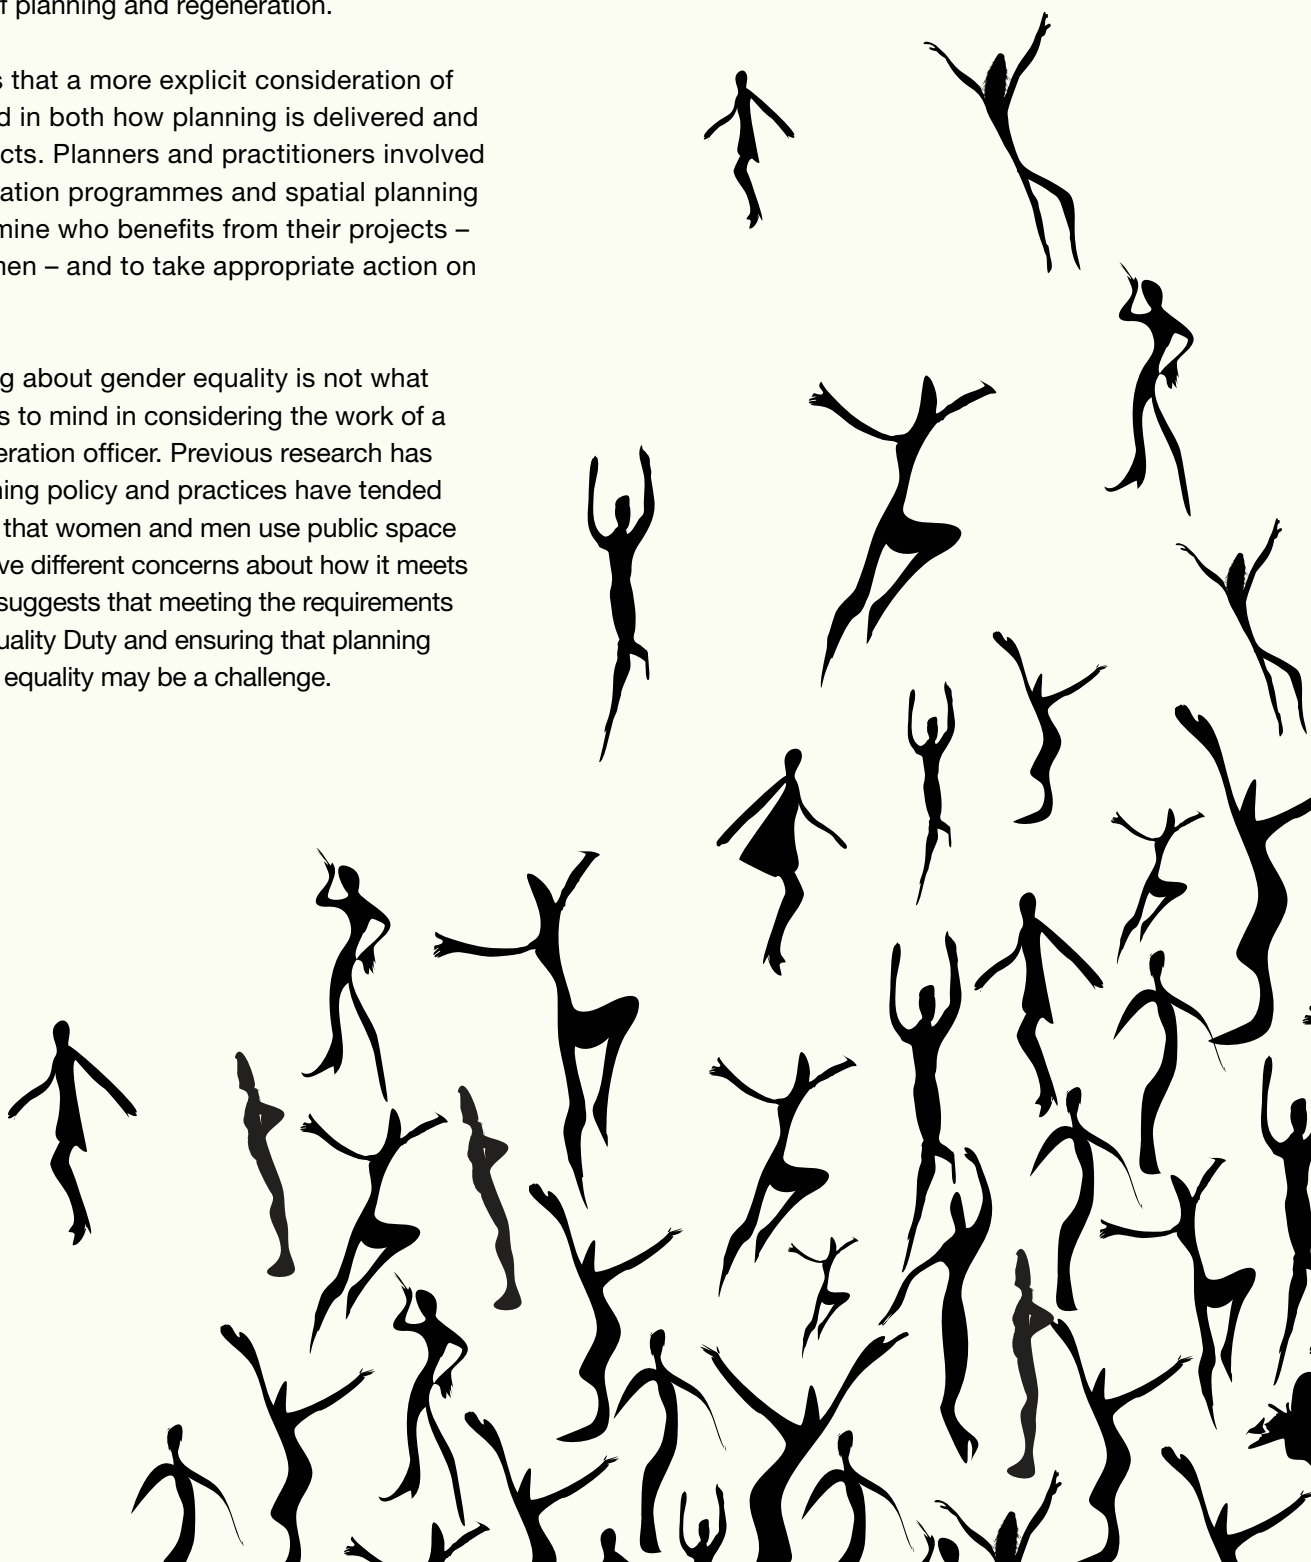 f planning and regeneration.
s that a more explicit consideration of
d in both how planning is delivered and
cts. Planners and practitioners involved
ation programmes and spatial planning
mine who benefits from their projects –
nen – and to take appropriate action on
g about gender equality is not what
s to mind in considering the work of a
eration officer. Previous research has
ning policy and practices have tended
that women and men use public space
ve different concerns about how it meets
suggests that meeting the requirements
uality Duty and ensuring that planning
equality may be a challenge.